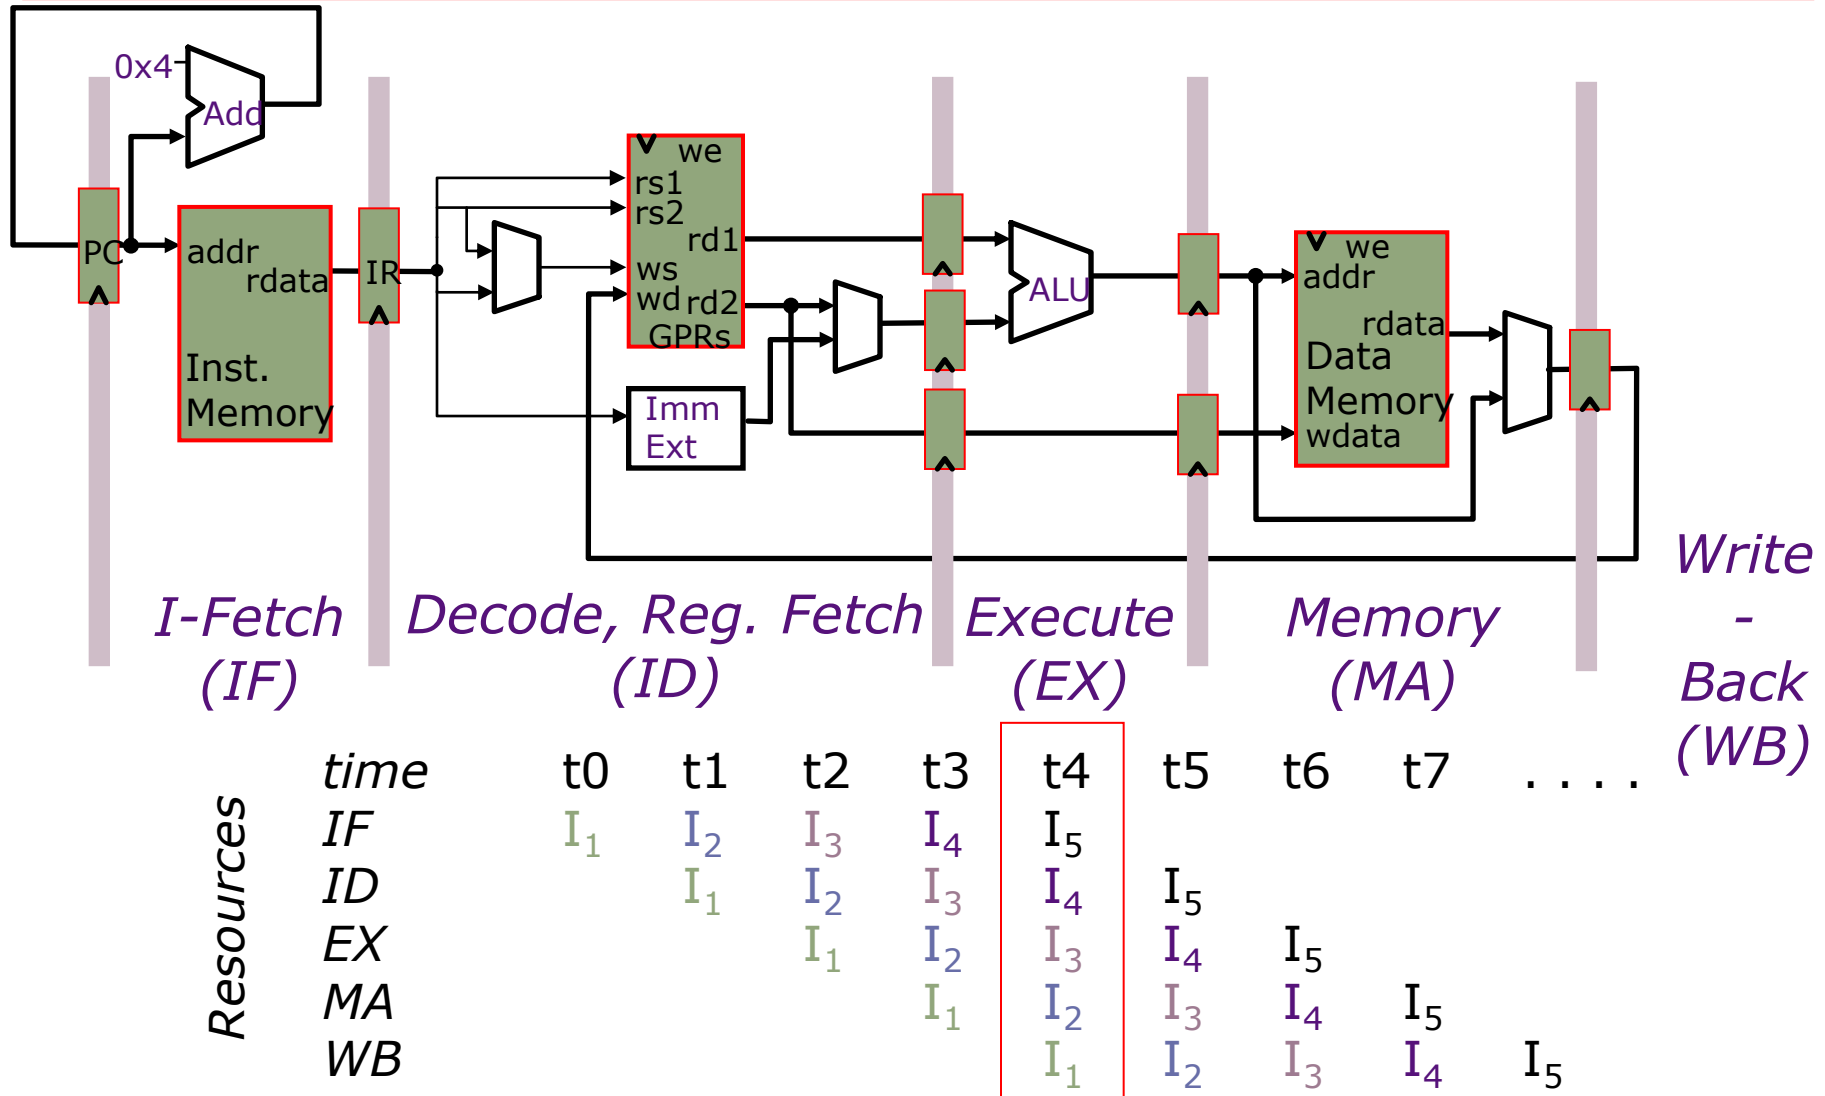 0x4
Add
PC
addr
rdata
Inst.
Memory
IR
we
rs1
rs2
rd1
ws
wd rd2
GPRs
Imm
Ext
ALU
we
addr
rdata
Data
Memory
wdata
I-Fetch
(IF)
Decode, Reg. Fetch
(ID)
Execute
(EX)
Memory
(MA)
Write
-
Back
(WB)
Resources
time t0 t1 t2 t3 t4 t5 t6 t7 . . . .
IF I1 I2 I3 I4 I5
ID I1 I2 I3 I4 I5
EX I1 I2 I3 I4 I5
MA I1 I2 I3 I4 I5
WB I1 I2 I3 I4 I5